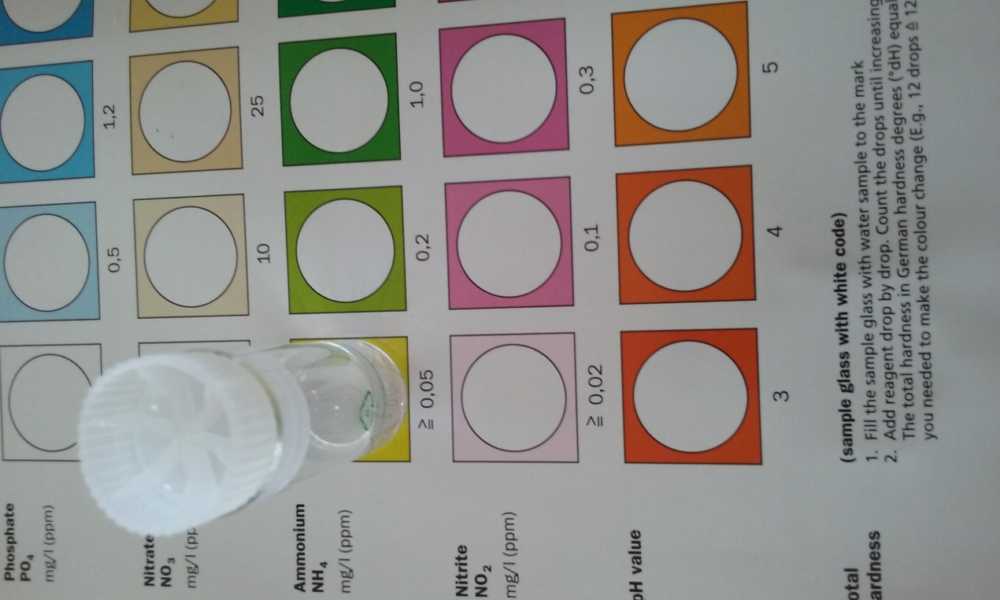 Phosphate
PO4
mg/l (ppm)
0,5
1,2
Nitrate
NO3
10
25
Ammonium
NH4
mg/l (ppm)
≧ 0,05
0,2
1,0
Nitrite
NO2
mg/l (ppm)
≧ 0,02
0,1
0,3
pH value
3
4
5
(sample glass with white code)
1. Fill the sample glass with water sample to the mark
2. Add reagent drop by drop. Count the drops until increasing
The total hardness in German hardness degrees (°dH) equal
you needed to make the colour change (E.g., 12 drops ≙ 12